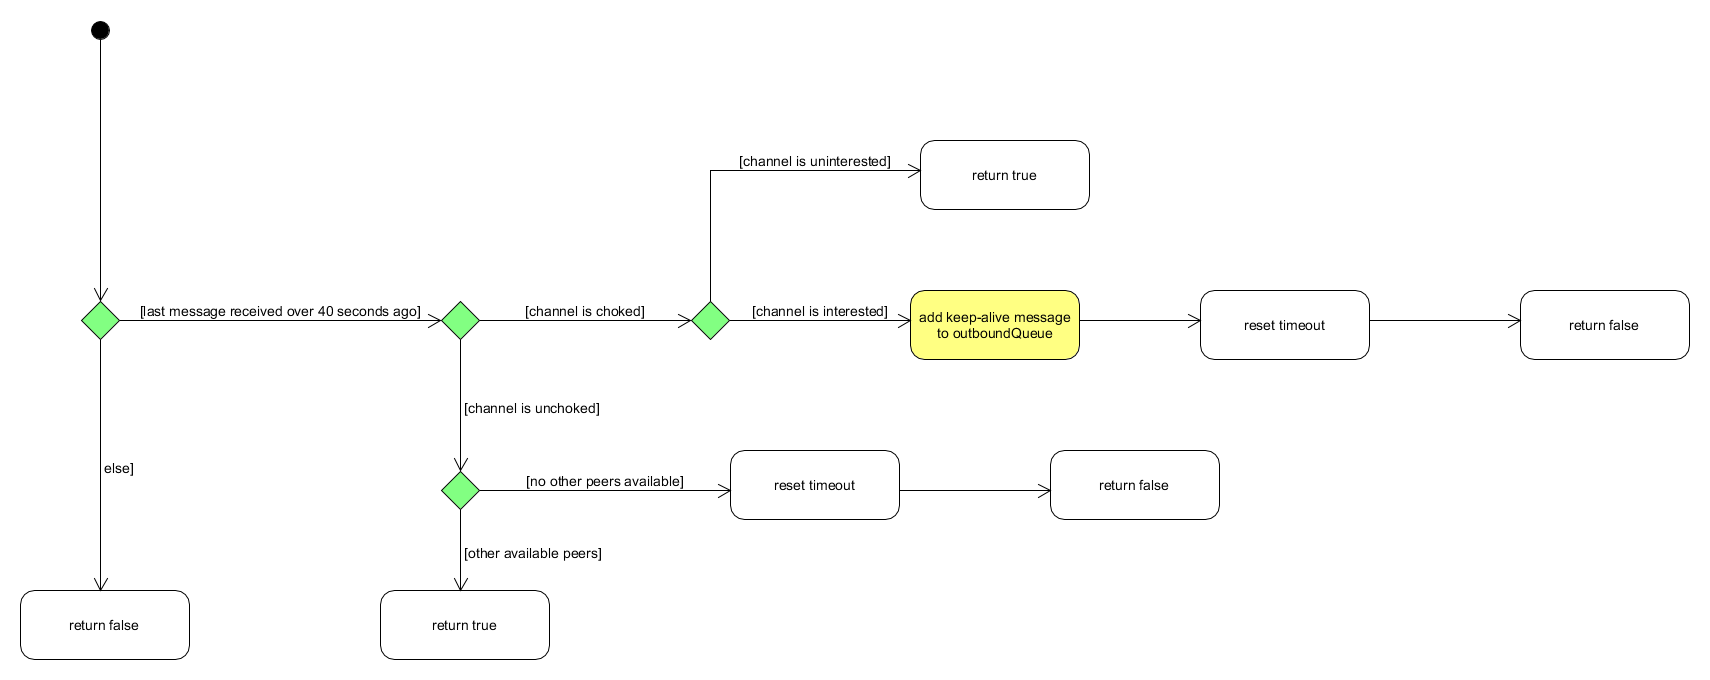 [channel is uninterested]
return true
[last message received over 40 seconds ago]
[channel is choked]
[channel is interested]
add keep-alive message
to outboundQueue
reset timeout
return false
[channel is unchoked]
else]
[no other peers available]
reset timeout
return false
[other available peers]
return false
return true